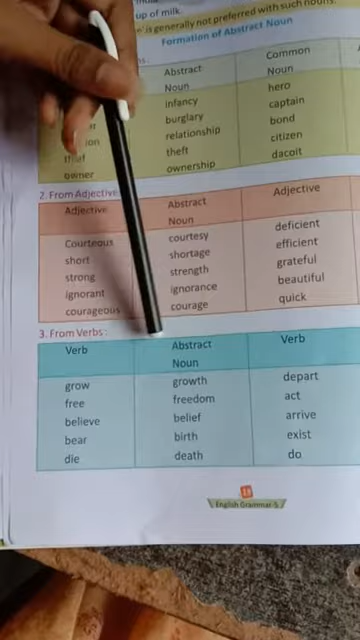 up of milk.
is generally not preferred with such nouns.
Formation of Abstract Noun
Abstract Noun Common Noun
infancy hero
burglary captain
relationship bond
theft citizen
owner ownership dacoit
2. From Adjective
Adjective Abstract Noun Adjective
Courteous courtesy deficient
short shortage efficient
strong strength grateful
ignorant ignorance beautiful
courageous courage quick
3. From Verbs :
Verb Abstract Noun Verb
grow growth depart
free freedom act
believe belief arrive
bear birth exist
die death do
18
English Grammar-5